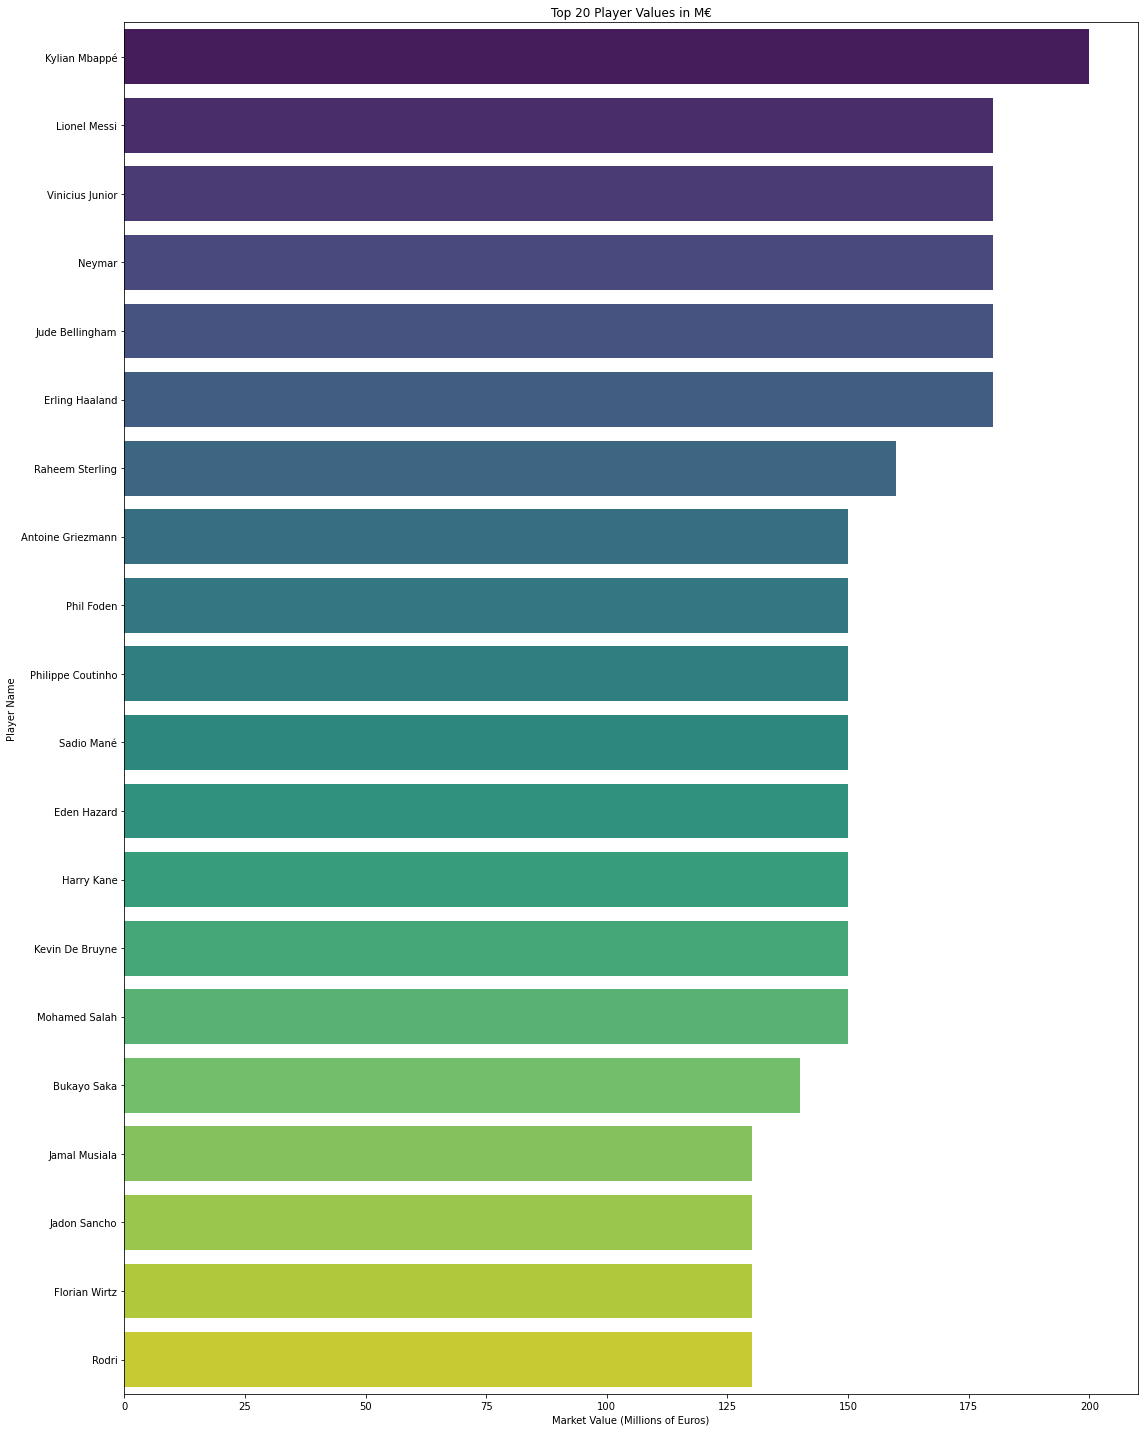 Top 20 Player Values in M€
Player Name
Kylian Mbappé
Lionel Messi
Vinicius Junior
Neymar
Jude Bellingham
Erling Haaland
Raheem Sterling
Antoine Griezmann
Phil Foden
Philippe Coutinho
Sadio Mané
Eden Hazard
Harry Kane
Kevin De Bruyne
Mohamed Salah
Bukayo Saka
Jamal Musiala
Jadon Sancho
Florian Wirtz
Rodri
0 25 50 75 100 125 150 175 200
Market Value (Millions of Euros)